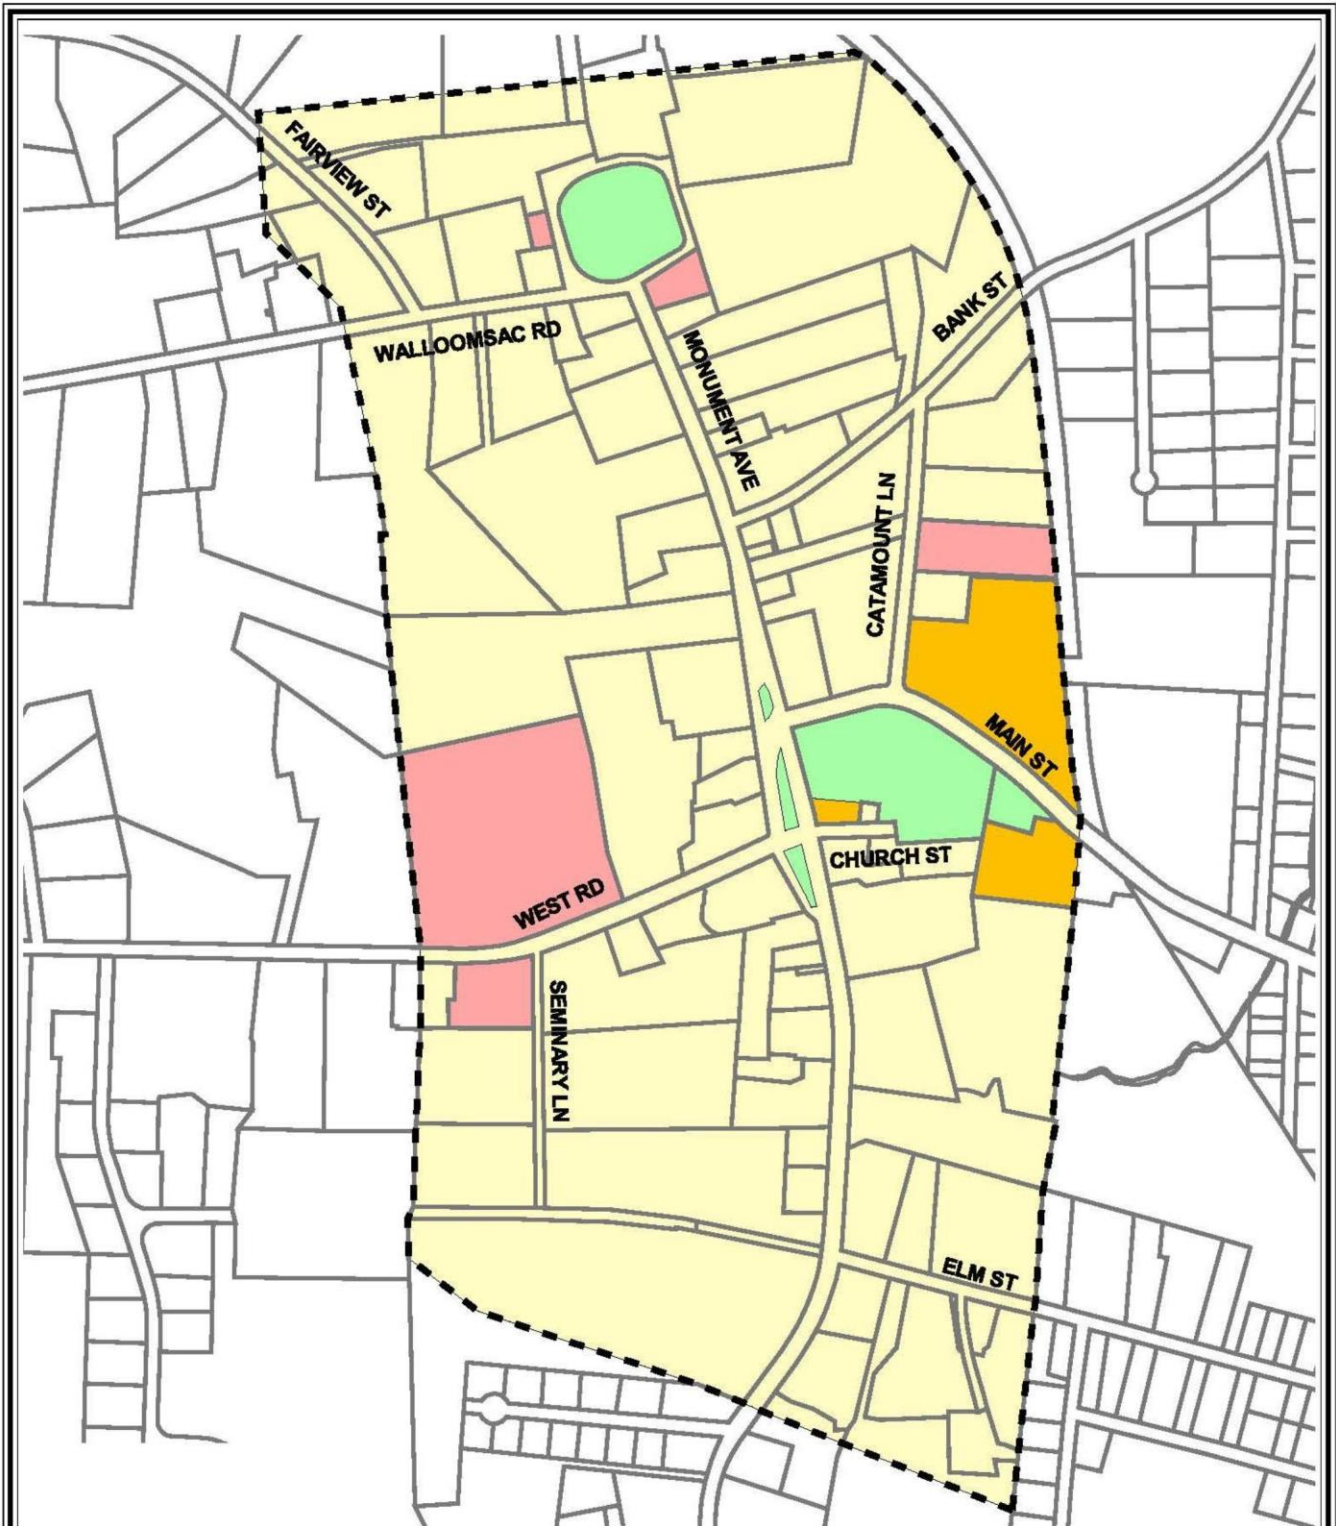 FAIRVIEW ST
WALLOOMSAC RD
BANK ST
MONUMENT AVE
CATAMOUNT LN
MAIN ST
CHURCH ST
WEST RD
SEMINARY LN
ELM ST